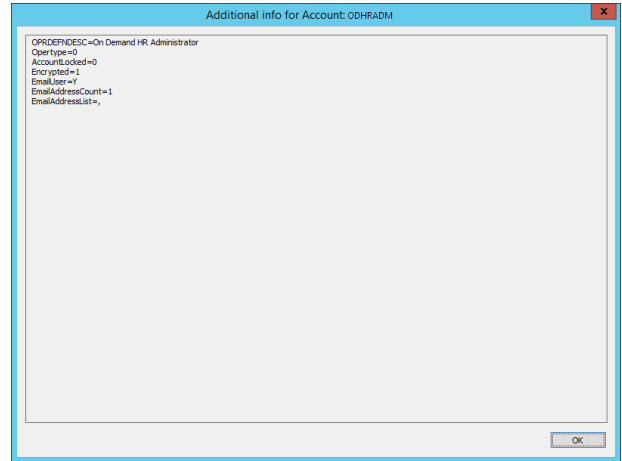 Additional info for Account: ODHRADM
x
OPRDEFNDESC=On Demand HR Administrator
Opertype=0
AccountLocked=0
Encrypted=1
EmailUser=Y
EmailAddressCount=1
EmailAddressList=,
OK